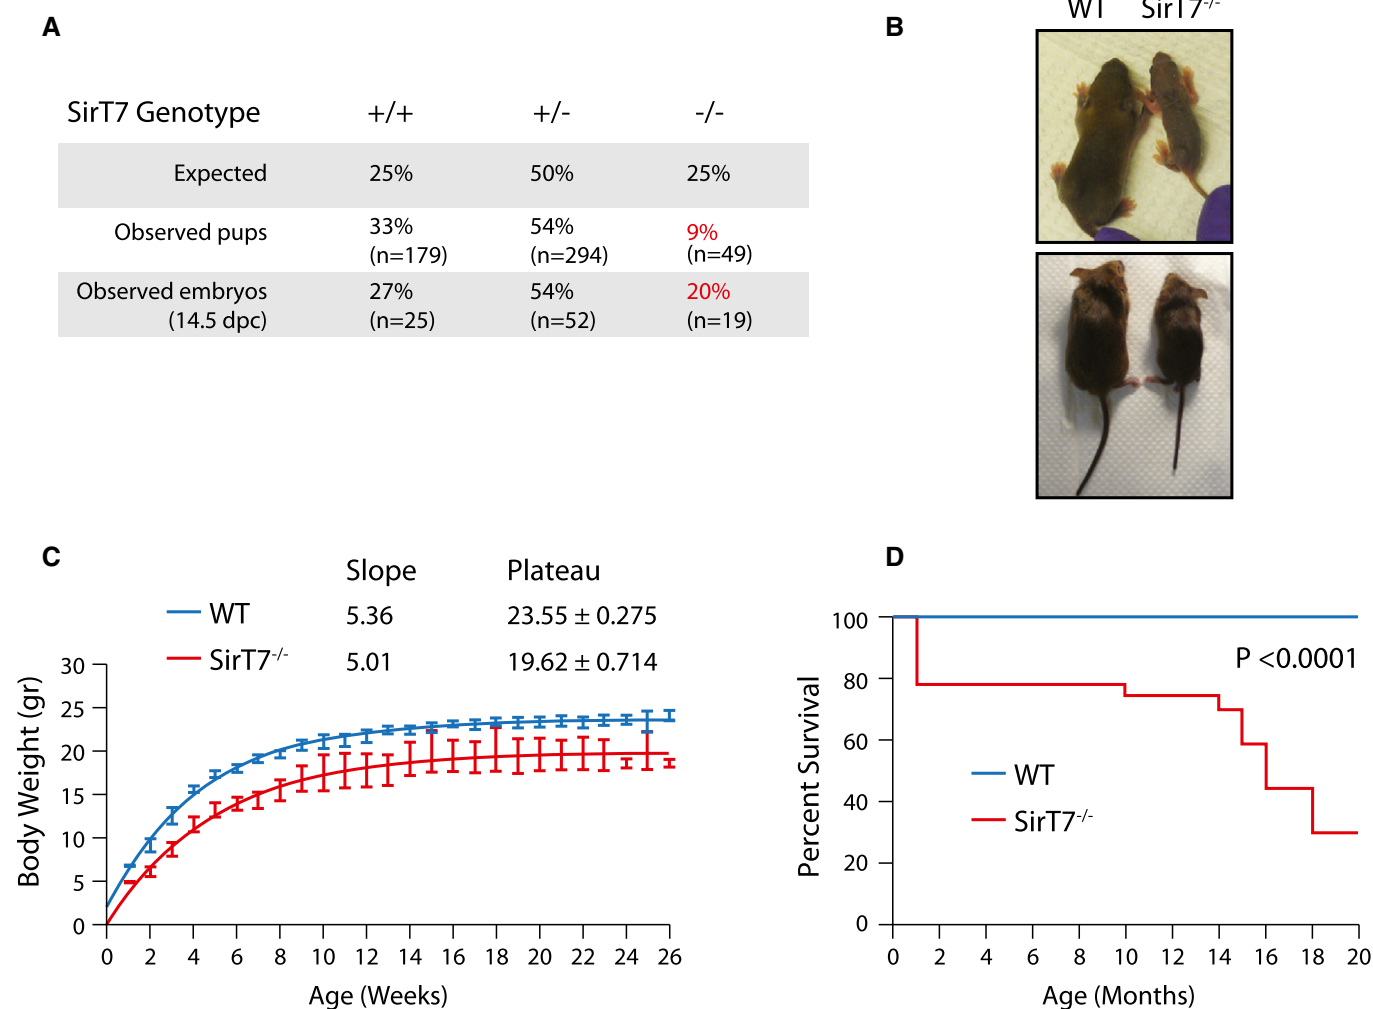 A
SirT7 Genotype +/+ +/- -/-
Expected 25% 50% 25%
Observed pups 33% 54% 9%
(n=179) (n=294) (n=49)
Observed embryos 27% 54% 20%
(14.5 dpc) (n=25) (n=52) (n=19)
B
WT SirT7-/-
C
Slope Plateau
WT 5.36 23.55 ± 0.275
SirT7-/- 5.01 19.62 ± 0.714
Body Weight (gr)
30
25
20
15
10
5
0
0 2 4 6 8 10 12 14 16 18 20 22 24 26
Age (Weeks)
D
Percent Survival
100
80
60
40
20
0
P <0.0001
WT
SirT7-/-
0 2 4 6 8 10 12 14 16 18 20
Age (Months)